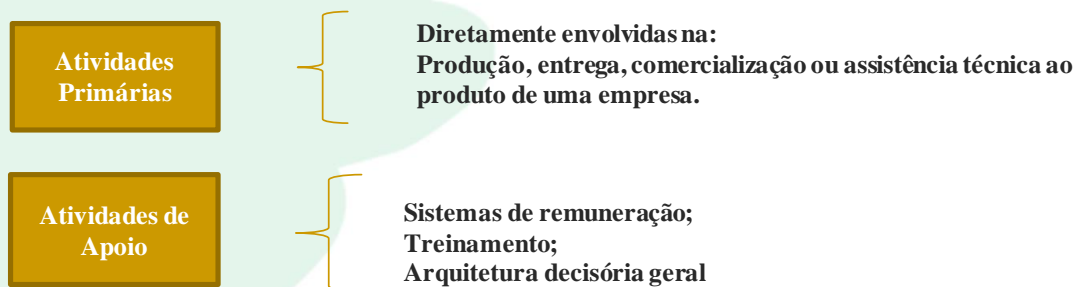 Atividades
Primárias
Diretamente envolvidas na:
Produção, entrega, comercialização ou assistência técnica ao
produto de uma empresa.
Atividades de
Apoio
Sistemas de remuneração;
Treinamento;
Arquitetura decisória geral